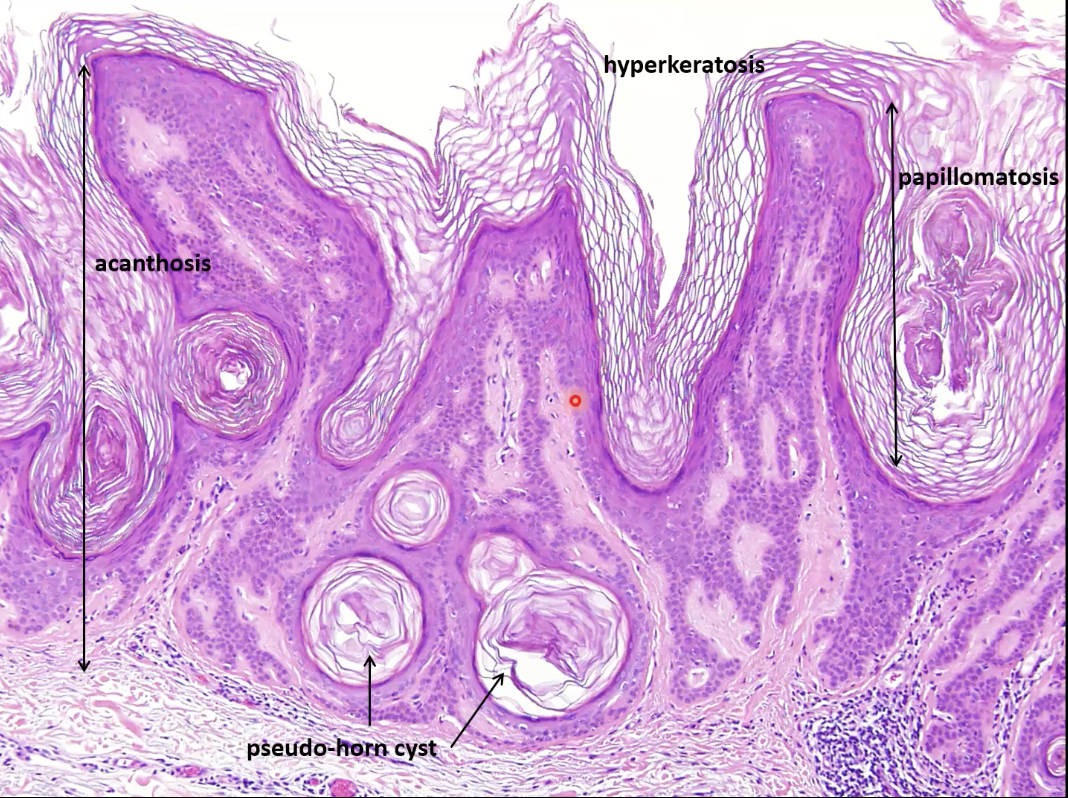 hyperkeratosis
papillomatosis
acanthosis
pseudo-horn cyst